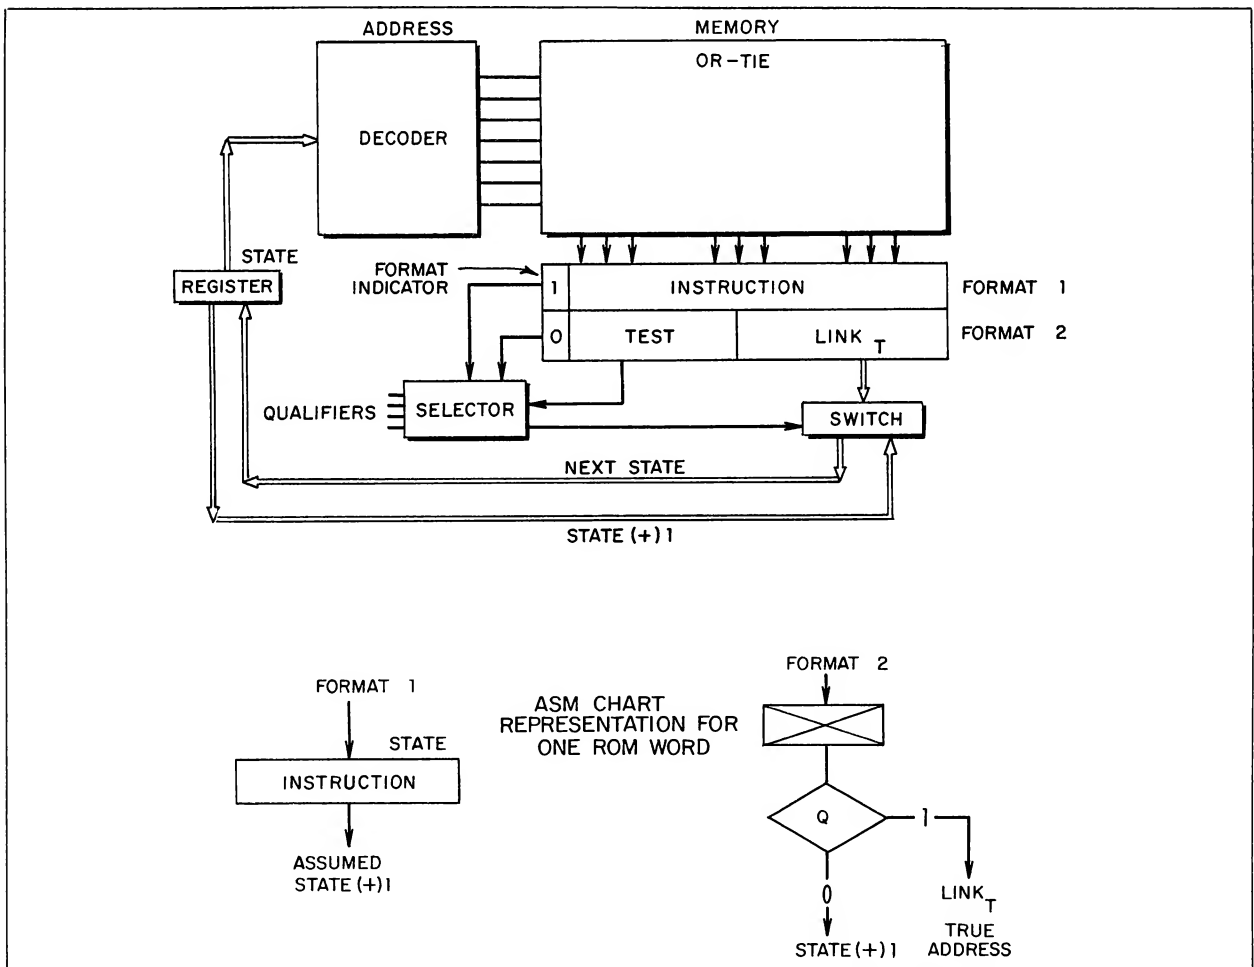 ADDRESS
MEMORY
OR-TIE
DECODER
STATE
REGISTER
FORMAT
INDICATOR
1
INSTRUCTION
FORMAT 1
0
TEST
LINK T
FORMAT 2
QUALIFIERS
SELECTOR
SWITCH
NEXT STATE
STATE (+) 1
FORMAT 1
STATE
INSTRUCTION
ASSUMED
STATE (+) 1
ASM CHART
REPRESENTATION FOR
ONE ROM WORD
FORMAT 2
Q
1
0
STATE (+) 1
LINK T
TRUE
ADDRESS